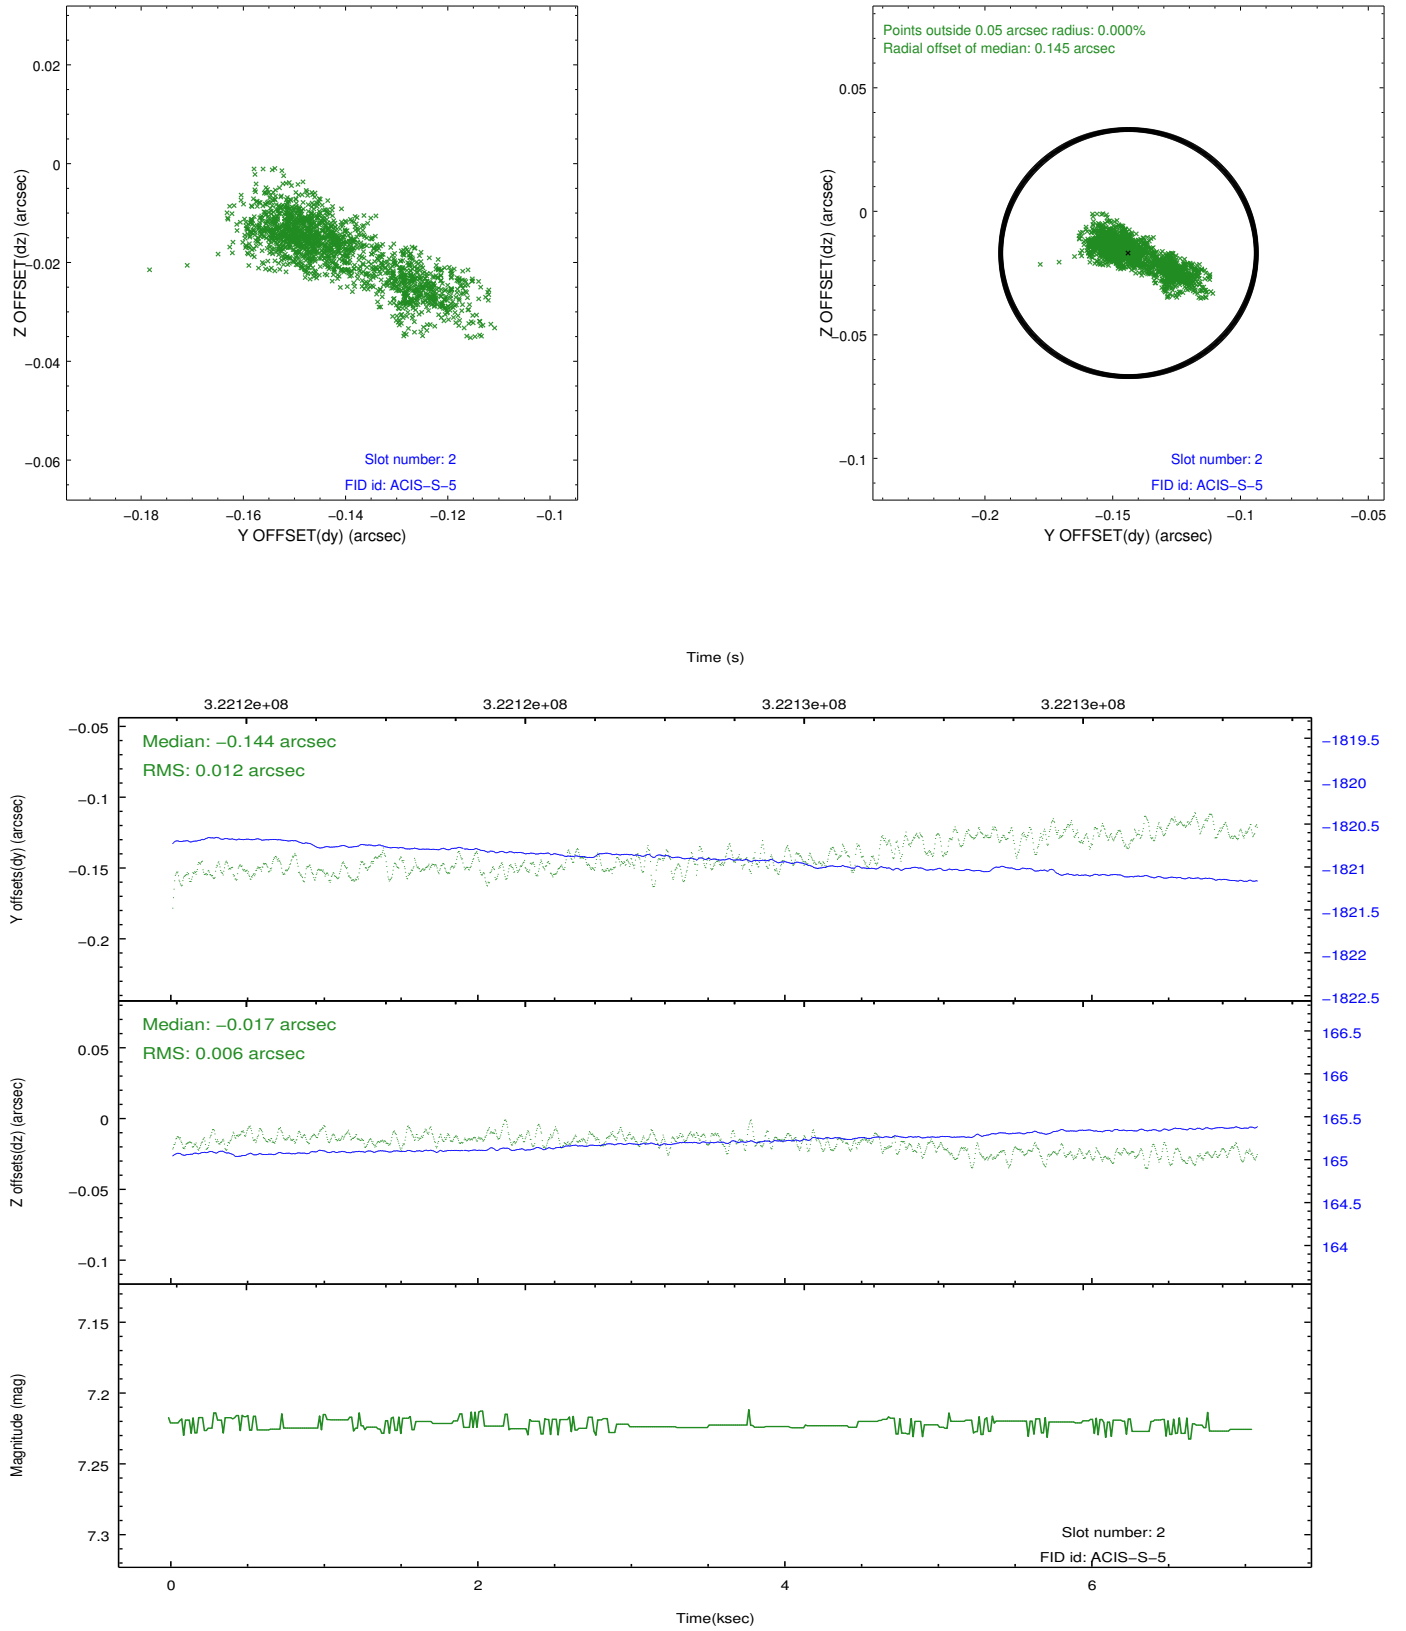 0.02
0
−0.02
−0.04
−0.06
Z OFFSET(dz) (arcsec)
Slot number: 2
FID id: ACIS−S−5
−0.18
−0.16
−0.14
−0.12
−0.1
Y OFFSET(dy) (arcsec)
Points outside 0.05 arcsec radius: 0.000%
Radial offset of median: 0.145 arcsec
0.05
0
−0.05
−0.1
Z OFFSET(dz) (arcsec)
Slot number: 2
FID id: ACIS−S−5
−0.2
−0.15
−0.1
−0.05
Y OFFSET(dy) (arcsec)
Time (s)
3.2212e+08
3.2212e+08
3.2213e+08
3.2213e+08
Median: −0.144 arcsec
RMS: 0.012 arcsec
−0.05
−0.1
−0.15
−0.2
Y offsets(dy) (arcsec)
−1819.5
−1820
−1820.5
−1821
−1821.5
−1822
−1822.5
Median: −0.017 arcsec
RMS: 0.006 arcsec
0.05
0
−0.05
−0.1
Z offsets(dz) (arcsec)
166.5
166
165.5
165
164.5
164
7.15
7.2
7.25
7.3
Magnitude (mag)
Slot number: 2
FID id: ACIS−S−5
0
2
4
6
Time(ksec)